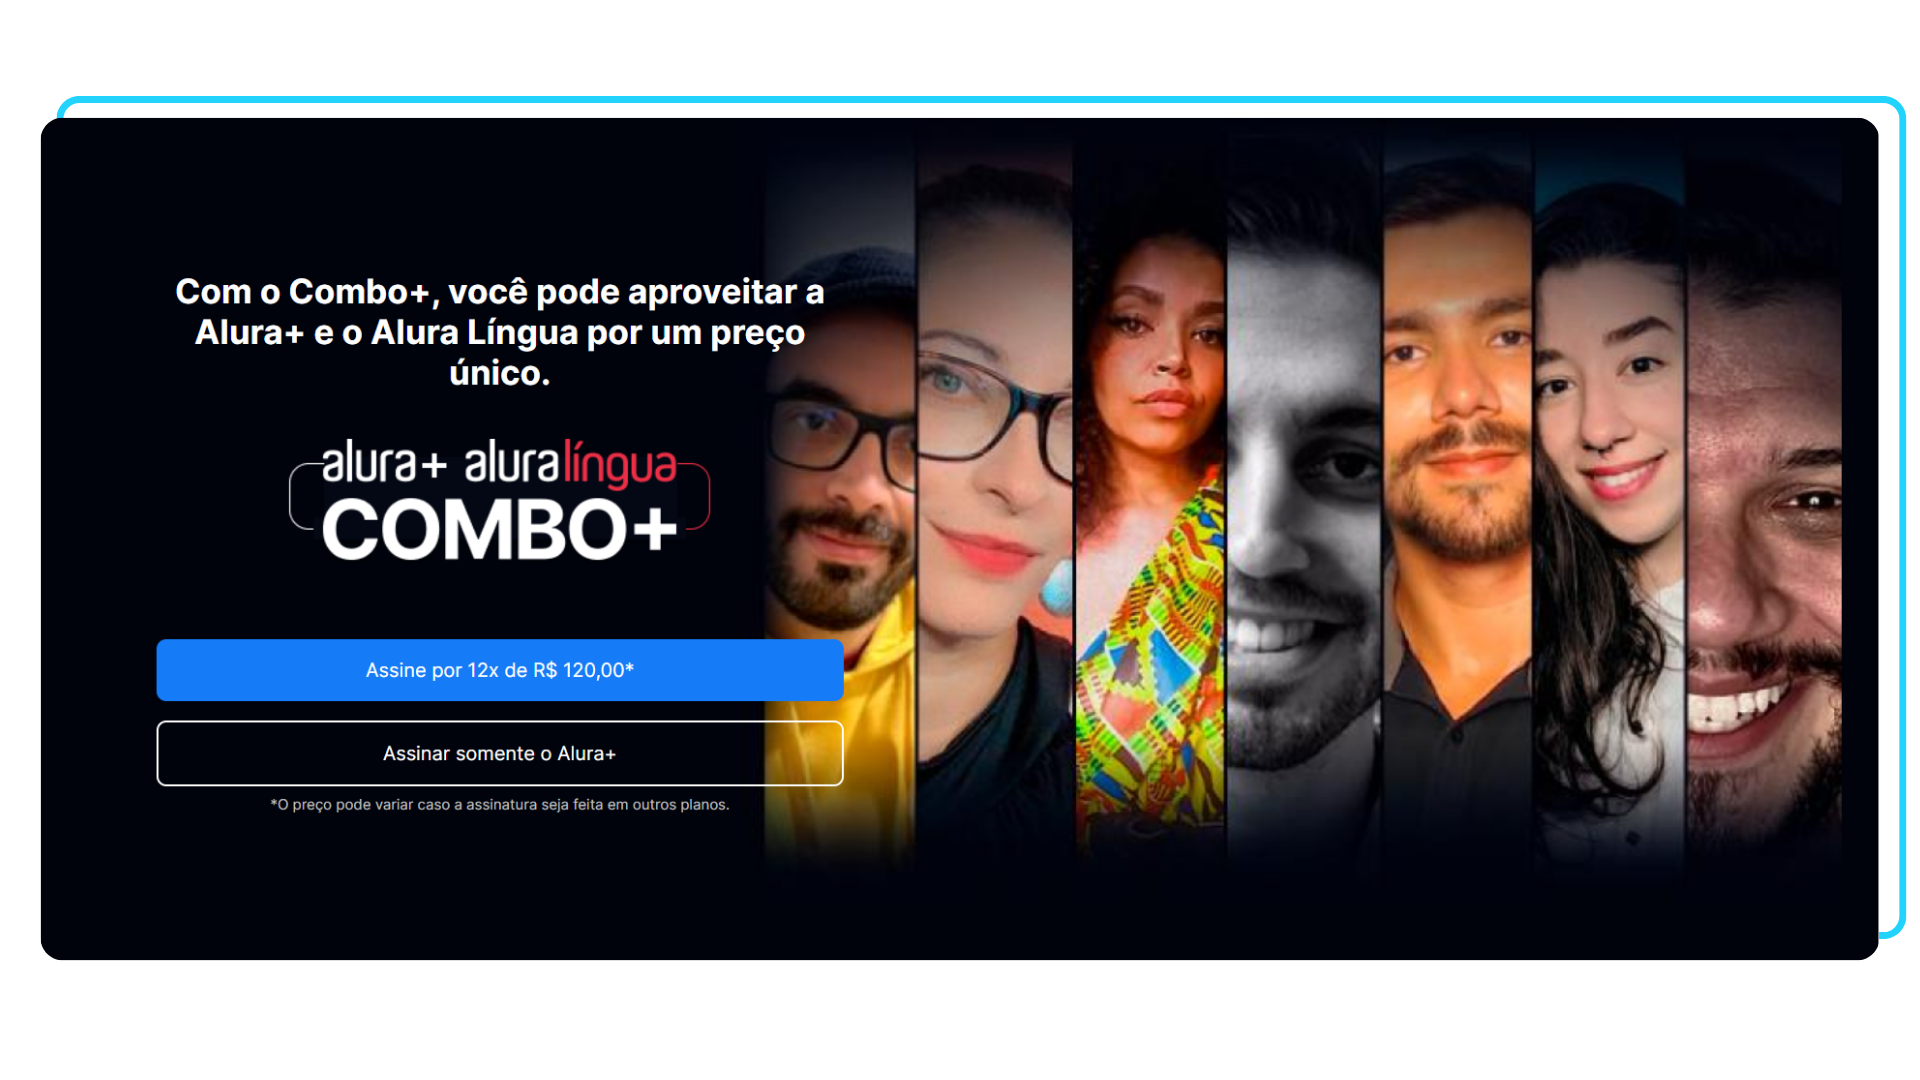 Com o Combo+, você pode aproveitar a
Alura+ e o Alura Língua por um preço
único.
alura+ aluralíngua
COMBO+
Assine por 12x de R$ 120,00*
Assinar somente o Alura+
*O preço pode variar caso a assinatura seja feita em outros planos.